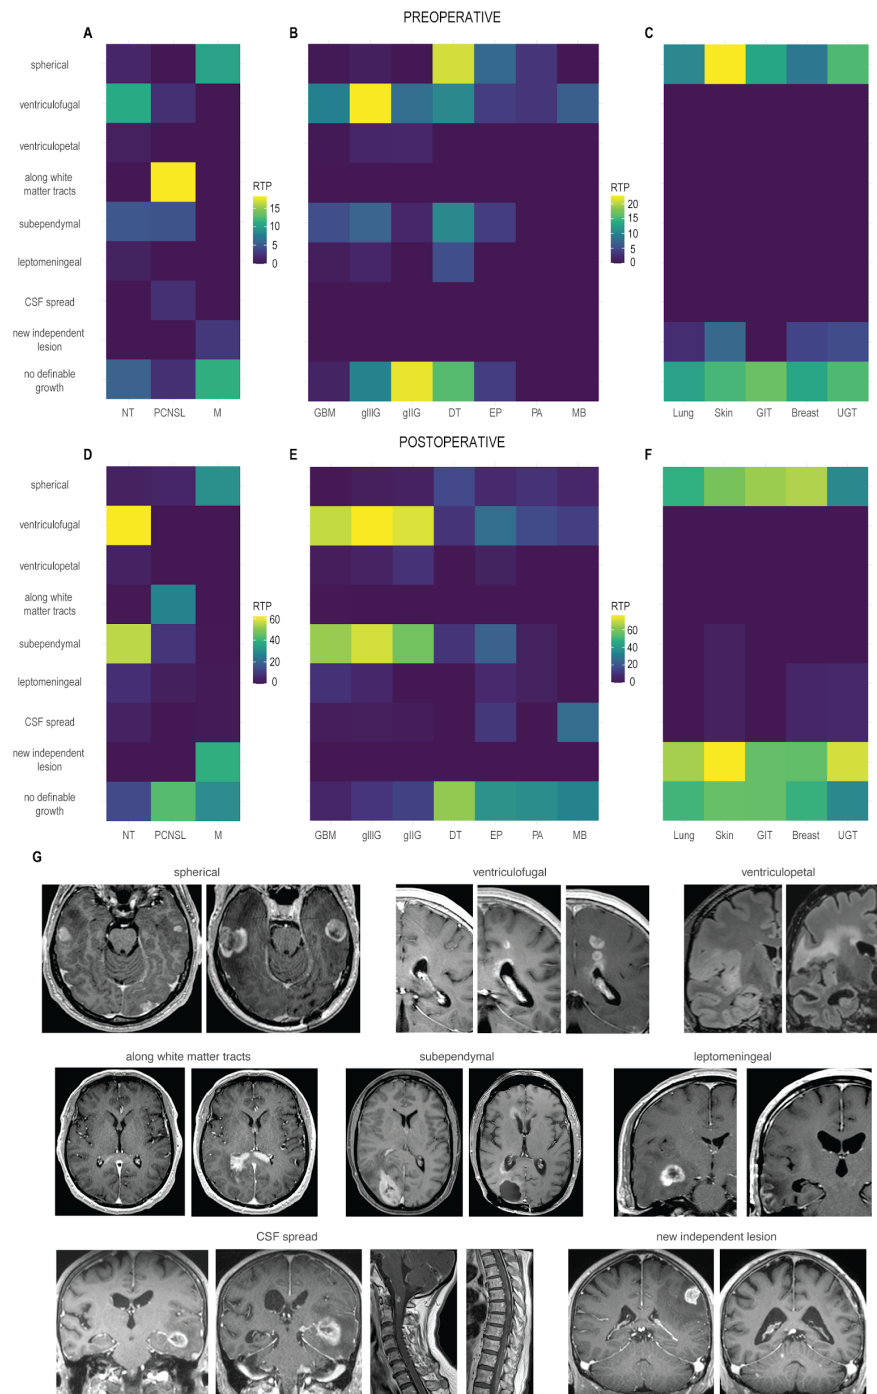 PREOPERATIVE
A
B
C
spherical
ventriculofugal
ventriculopetal
along white
matter tracts
subependymal
leptomeningeal
CSF spread
new independent
lesion
no definable
growth
RTP
15
10
5
0
RTP
20
15
10
5
0
NT PCNSL M
GBM gIIIG gIIG DT EP PA MB
Lung Skin GIT Breast UGT
POSTOPERATIVE
D
E
F
spherical
ventriculofugal
ventriculopetal
along white
matter tracts
subependymal
leptomeningeal
CSF spread
new independent
lesion
no definable
growth
RTP
60
40
20
0
RTP
60
40
20
0
NT PCNSL M
GBM gIIIG gIIG DT EP PA MB
Lung Skin GIT Breast UGT
G
spherical
ventriculofugal
ventriculopetal
along white matter tracts
subependymal
leptomeningeal
CSF spread
new independent lesion